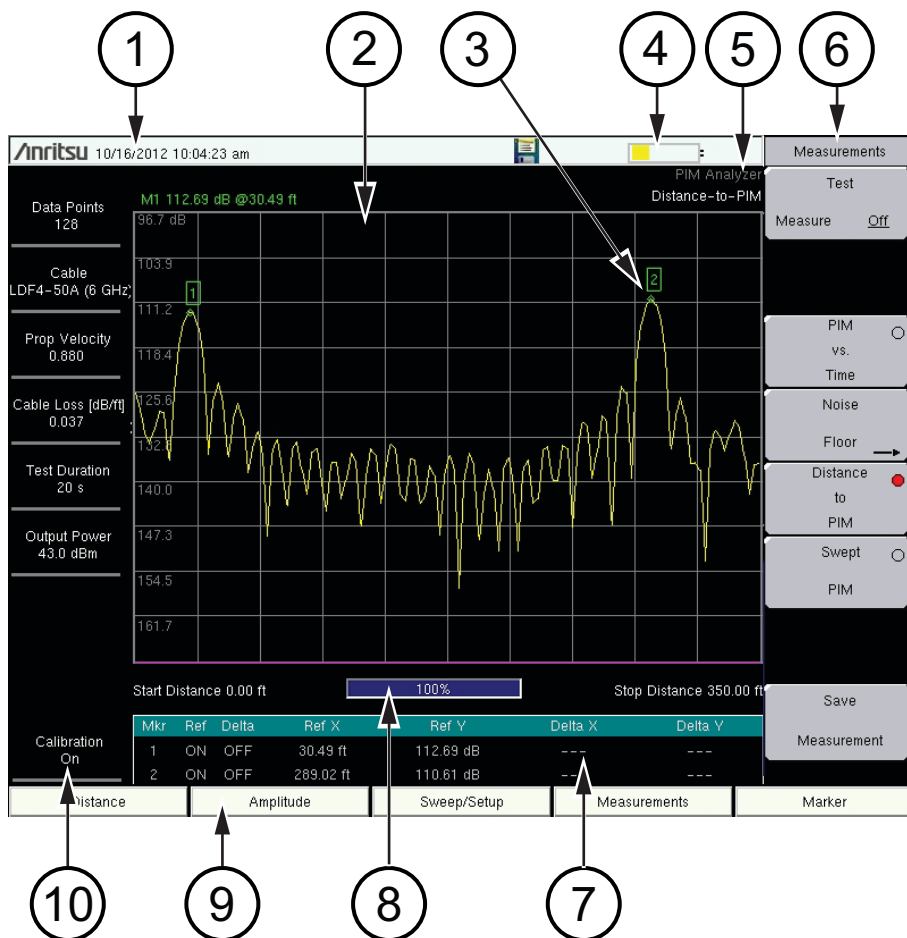 1 2 3 4 5 6
Anritsu 10/16/2012 10:04:23 am
Measurements
PIM Analyzer
Distance-to-PIM
M1 112.69 dB @30.49 ft
Data Points
128
Cable
LDF4-50A (6 GHz)
Prop Velocity
0.880
Cable Loss [dB/ft]
0.037
Test Duration
20 s
Output Power
43.0 dBm
Calibration
On
96.7 dB
103.9
111.2
118.4
125.6
132.
140.0
147.3
154.5
161.7
1
2
Start Distance 0.00 ft
100%
Stop Distance 350.00 ft
Mkr Ref Delta Ref X Ref Y Delta X Delta Y
1 ON OFF 30.49 ft 112.69 dB --- ---
2 ON OFF 289.02 ft 110.61 dB --- ---
Test
Measure Off
PIM
vs.
Time
Noise
Floor
Distance
to
PIM
Swept
PIM
Save
Measurement
Distance Amplitude Sweep/Setup Measurements Marker
10 9 8 7